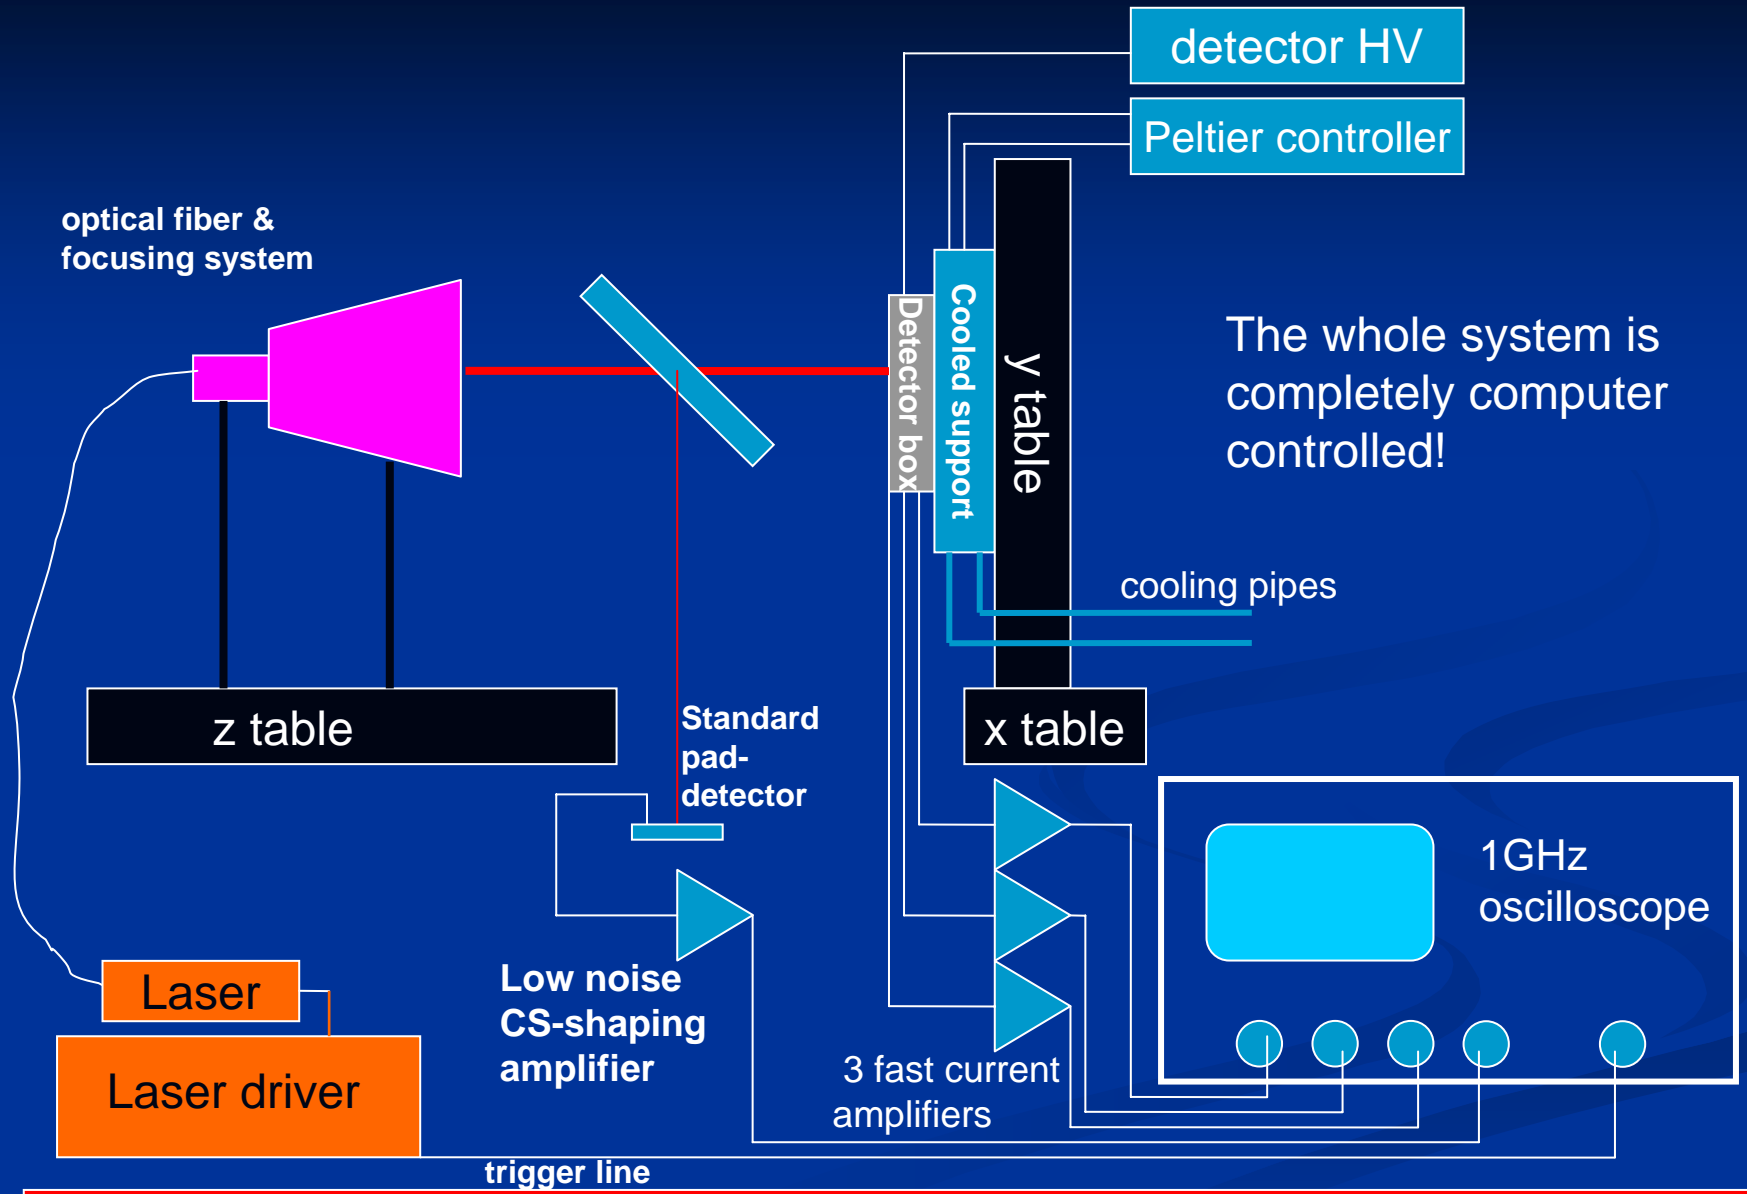 detector HV
Peltier controller
optical fiber &
focusing system
Detector box
Cooled support
y table
The whole system is
completely computer
controlled!
cooling pipes
z table
Standard
pad-
detector
x table
1GHz
oscilloscope
Laser
Low noise
CS-shaping
amplifier
Laser driver
3 fast current
amplifiers
trigger line